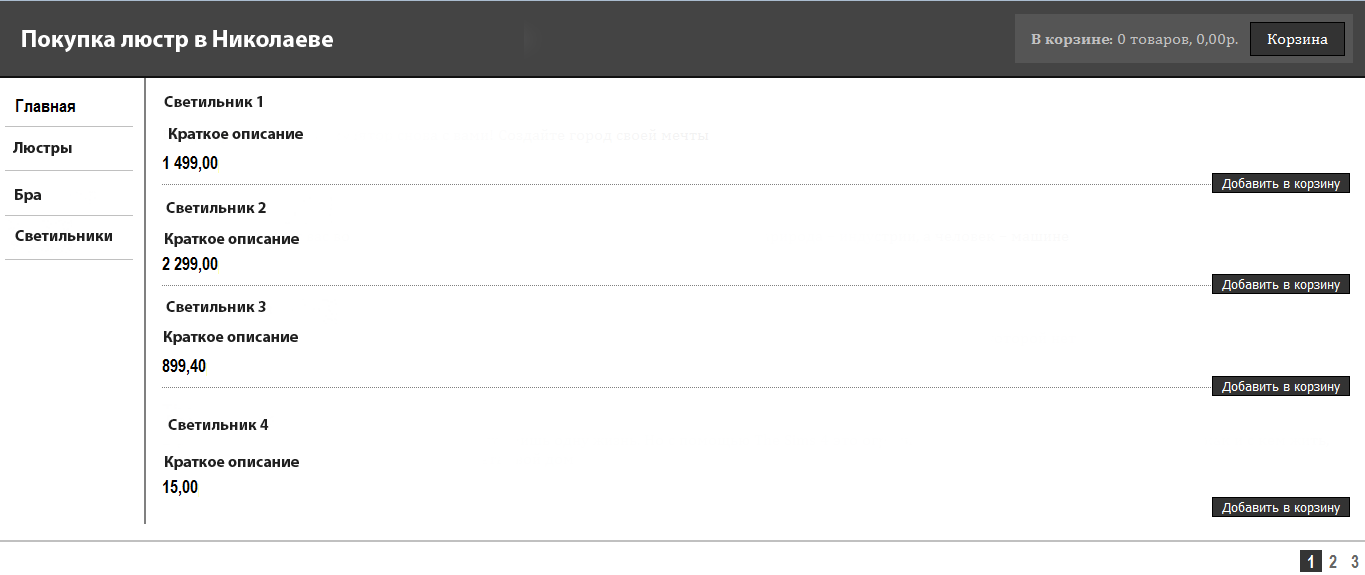 Покупка люстр в Николаеве
В корзине: 0 товаров, 0,00р. Корзина
Главная
Люстры
Бра
Светильники
Светильник 1
Краткое описание
1 499,00
Добавить в корзину
Светильник 2
Краткое описание
2 299,00
Добавить в корзину
Светильник 3
Краткое описание
899,40
Добавить в корзину
Светильник 4
Краткое описание
15,00
Добавить в корзину
1 2 3